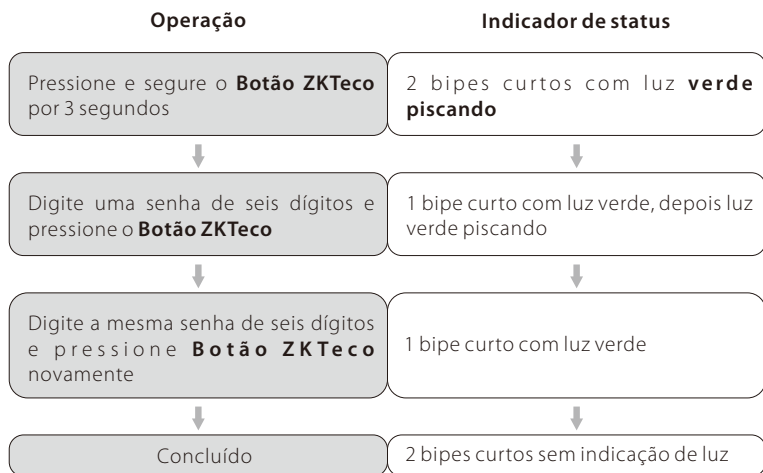 Operação
Indicador de status
Pressione e segure o Botão ZKTeco
por 3 segundos
2 bipes curtos com luz verde
piscando
Digite uma senha de seis dígitos e
pressione o Botão ZKTeco
1 bipe curto com luz verde, depois luz
verde piscando
Digite a mesma senha de seis dígitos
e pressione Botão ZKTeco
novamente
1 bipe curto com luz verde
Concluído
2 bipes curtos sem indicação de luz